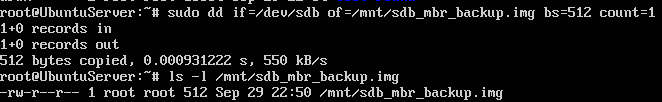 root@UbuntuServer:~# sudo dd if=/dev/sdb of=/mnt/sdb_mbr_backup.img bs=512 count=1
1+0 records in
1+0 records out
512 bytes copied, 0.000931222 s, 550 kB/s
root@UbuntuServer:~# ls -l /mnt/sdb_mbr_backup.img
-rw-r--r-- 1 root root 512 Sep 29 22:50 /mnt/sdb_mbr_backup.img